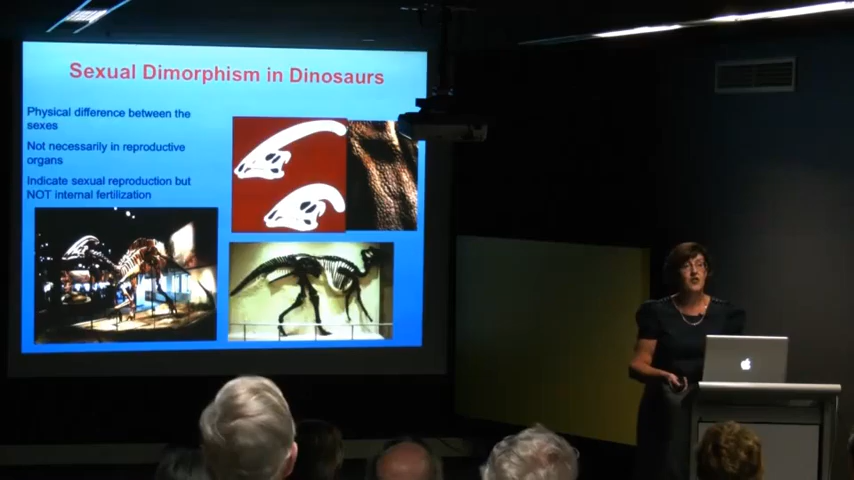 Sexual Dimorphism in Dinosaurs
Physical difference between the
sexes
Not necessarily in reproductive
organs
Indicate sexual reproduction but
NOT internal fertilization